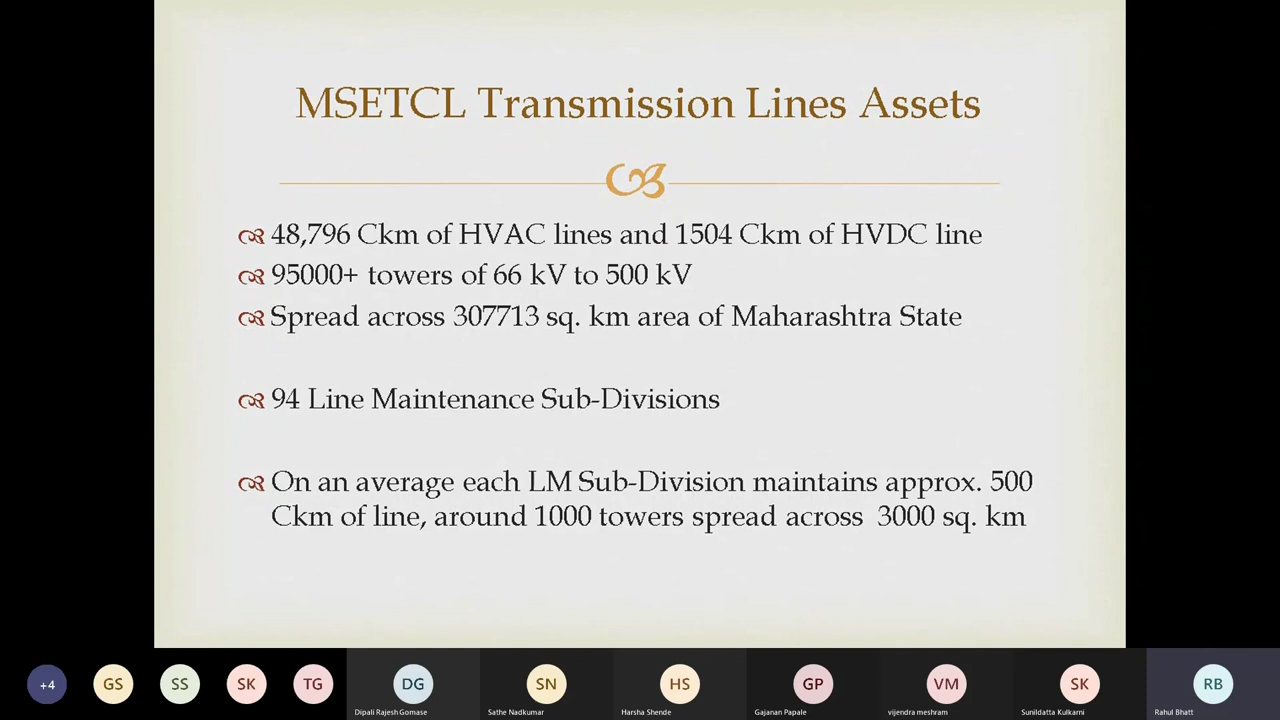 MSETCL Transmission Lines Assets
48,796 Ckm of HVAC lines and 1504 Ckm of HVDC line
95000+ towers of 66 kV to 500 kV
Spread across 307713 sq. km area of Maharashtra State
94 Line Maintenance Sub-Divisions
On an average each LM Sub-Division maintains approx. 500
Ckm of line, around 1000 towers spread across 3000 sq. km
+4 GS SS SK TG DG SN HS GP VM SK RB
Dipali Rajesh Gomase Sathe Nadkumar Harsha Shende Gajanan Papale vijendra meshram Sunildatta Kulkarni Rahul Bhatt